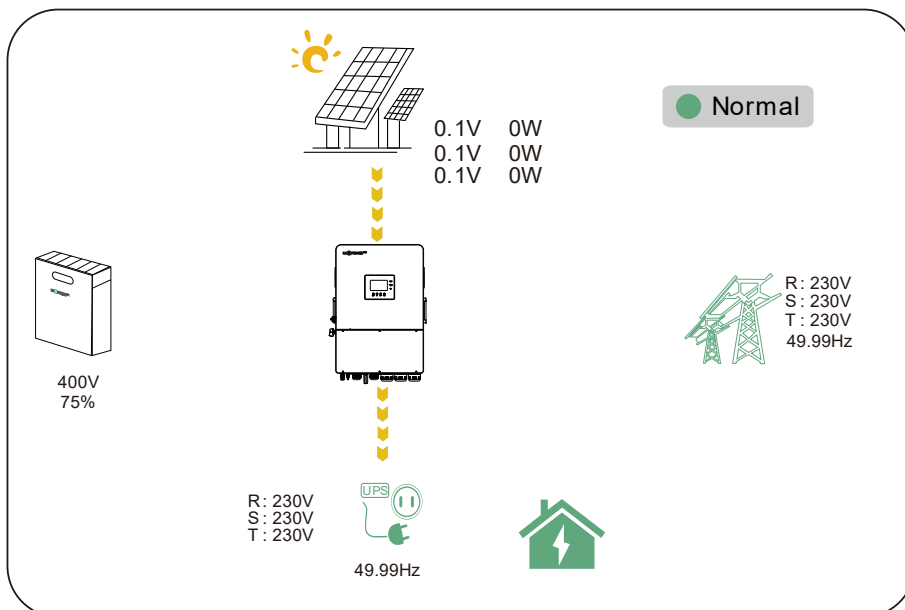 Normal
0.1V 0W
0.1V 0W
0.1V 0W
R : 230V
S : 230V
T : 230V
49.99Hz
400V
75%
UPS
R : 230V
S : 230V
T : 230V
49.99Hz